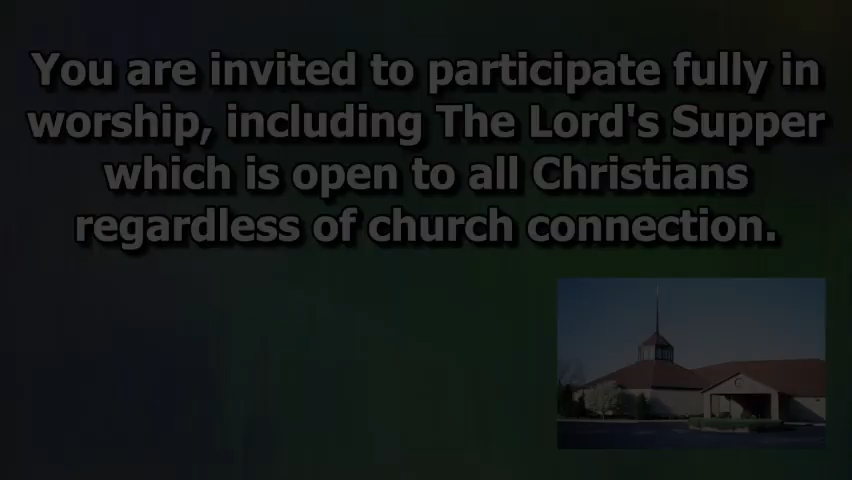 You are invited to participate fully in
worship, including The Lord's Supper
which is open to all Christians
regardless of church connection.